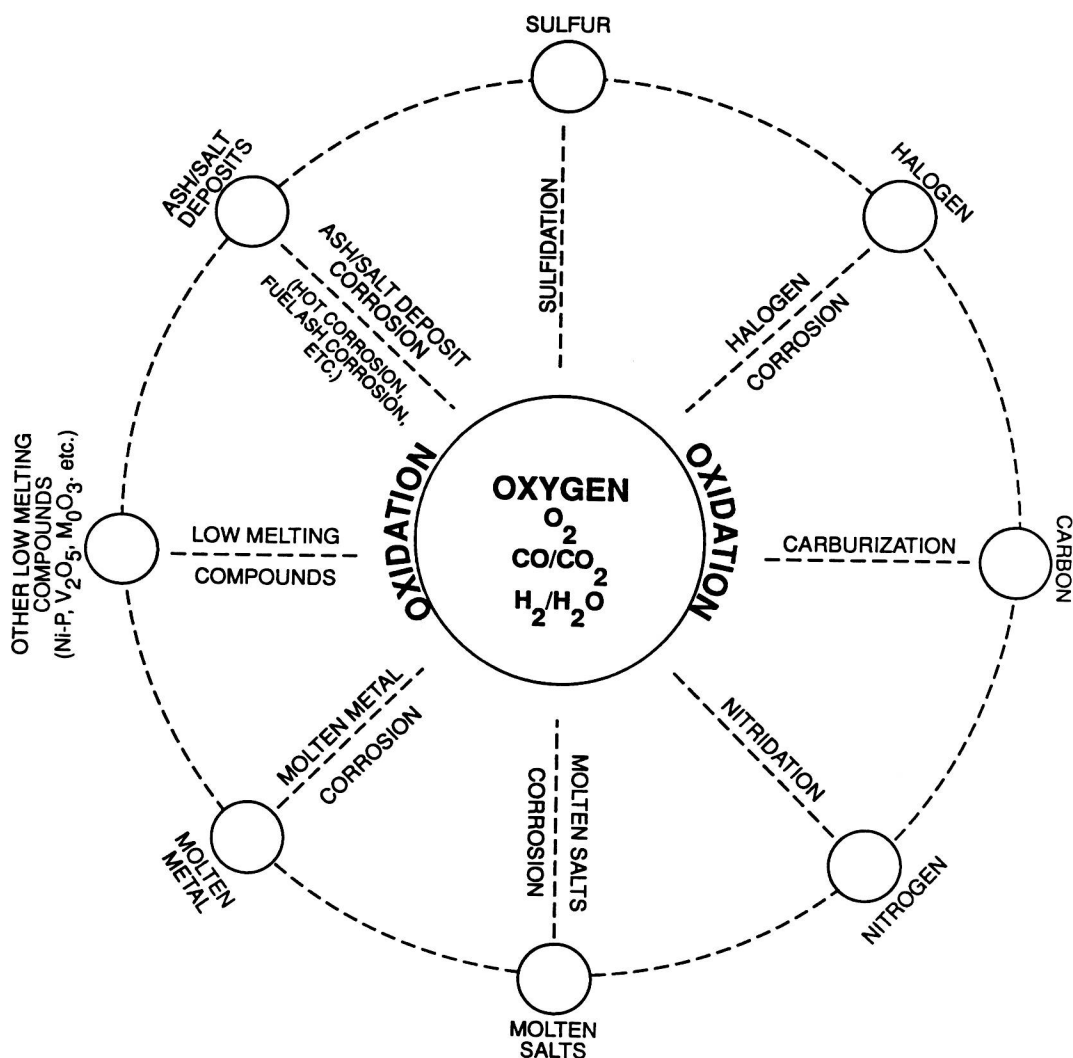 SULFUR
HALOGEN
CARBON
NITROGEN
MOLTEN
SALTS
MOLTEN
METAL
OTHER LOW MELTING
COMPOUNDS
(Ni-P, V2O5, M0O3. etc.)
ASH/SALT
DEPOSITS
SULFIDATION
HALOGEN
CORROSION
CARBURIZATION
NITRIDATION
MOLTEN SALTS
CORROSION
MOLTEN METAL
CORROSION
LOW MELTING
COMPOUNDS
ASH/SALT DEPOSIT
CORROSION
(HOT CORROSION,
FUELASH CORROSION,
ETC.)
OXIDATION
OXIDATION
OXYGEN
O2
CO/CO2
H2/H2O